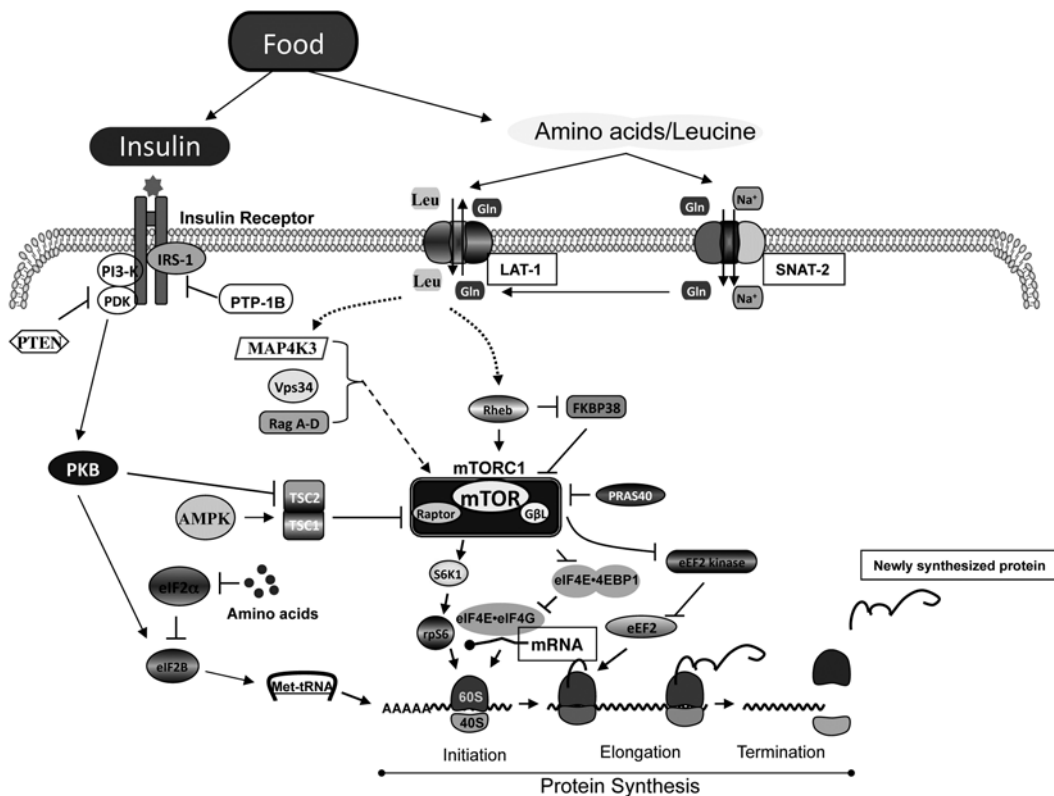 Food
Insulin
Amino acids/Leucine
Insulin Receptor
Leu
Gln
Gln
Na⁺
PI3-K
IRS-1
LAT-1
SNAT-2
PDK
PTP-1B
Leu
Gln
Gln
Na⁺
PTEN
MAP4K3
Vps34
Rag A-D
Rheb
FKBP38
mTORC1
PKB
mTOR
Raptor
GβL
PRAS40
TSC2
AMPK
TSC1
S6K1
eIF4E•4EBP1
eEF2 kinase
Newly synthesized protein
eIF2α
Amino acids
eIF4E•eIF4G
rpS6
mRNA
eEF2
eIF2B
Met-tRNA
60S
AAAAA
40S
Initiation
Elongation
Termination
Protein Synthesis